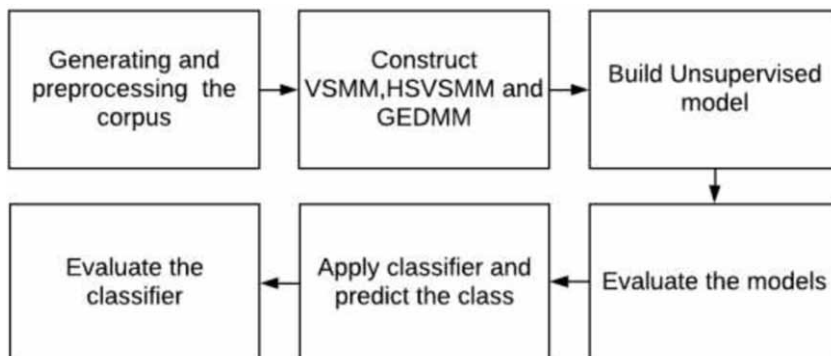 Generating and
preprocessing the
corpus
Construct
VSMM,HSVSMM and
GEDMM
Build Unsupervised
model
Evaluate the models
Apply classifier and
predict the class
Evaluate the
classifier